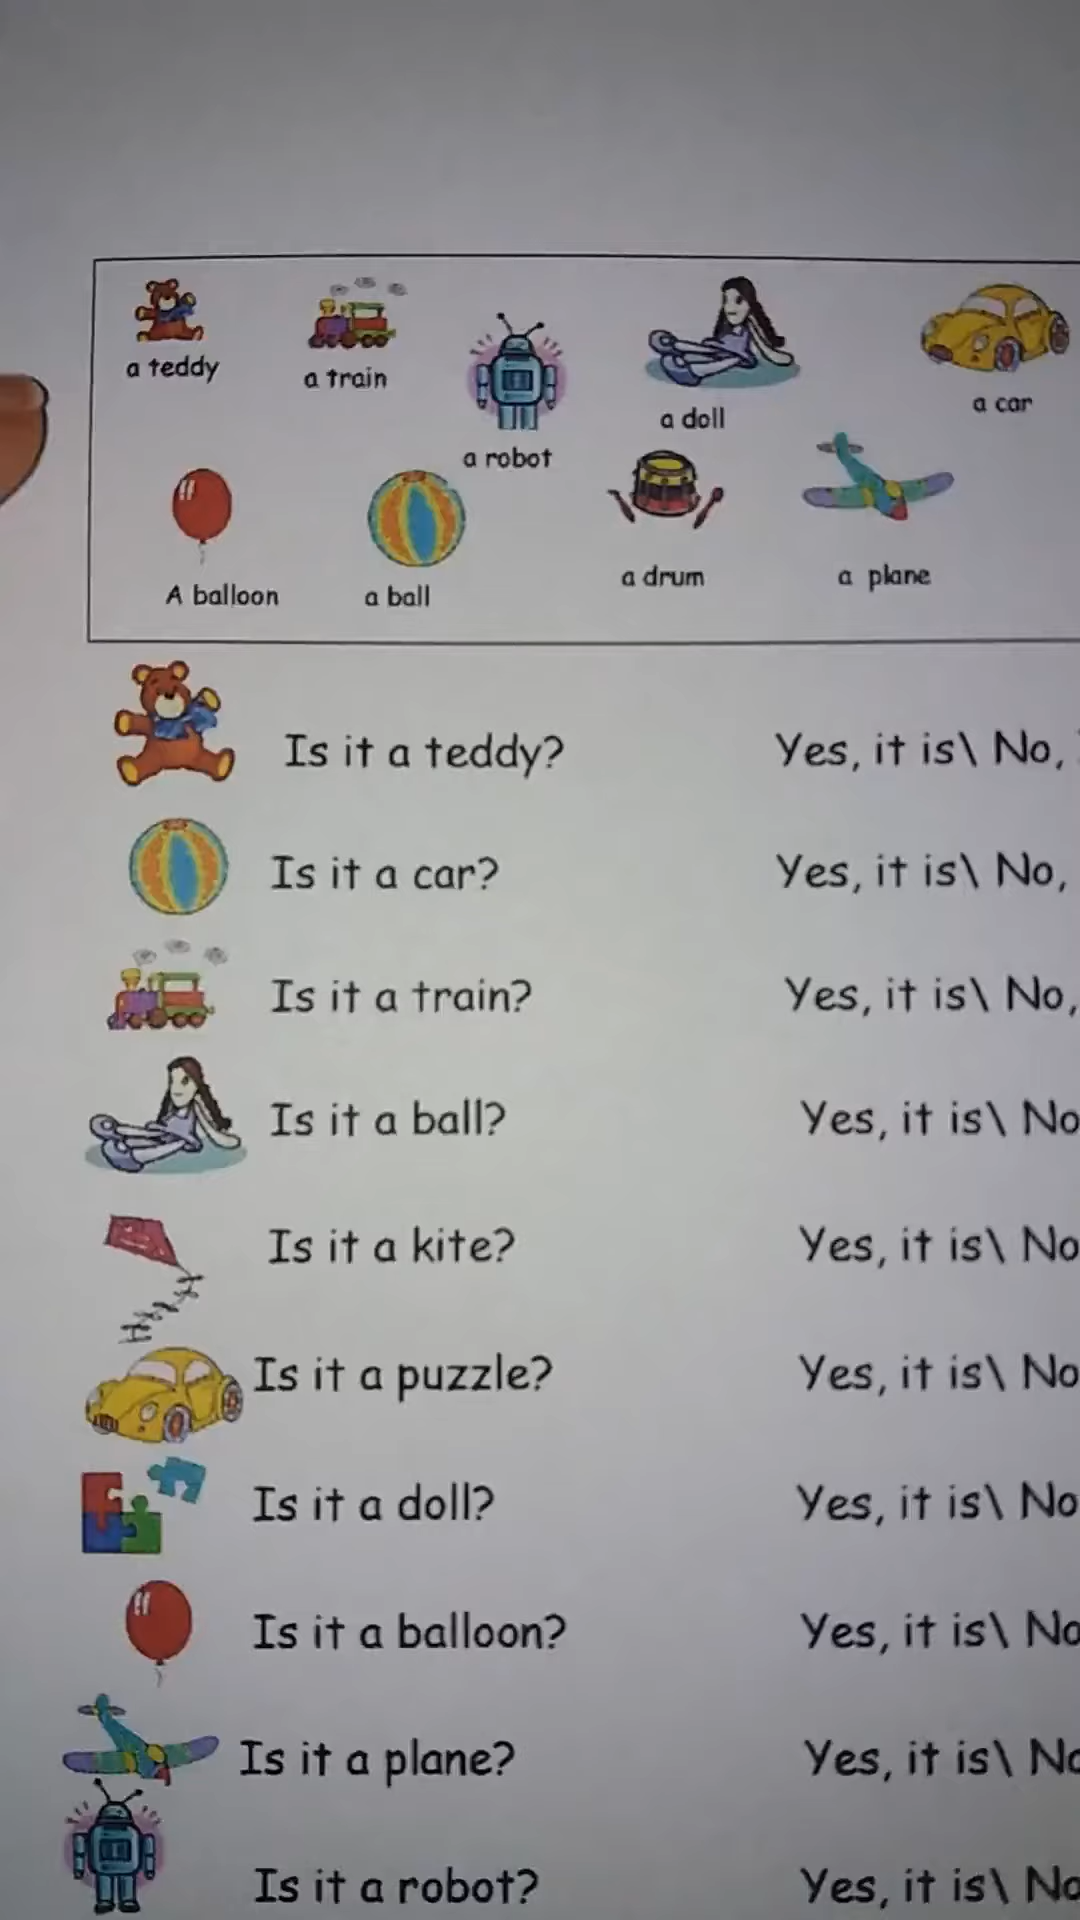 a teddy
a train
a robot
a doll
a car
A balloon
a ball
a drum
a plane
Is it a teddy? Yes, it is\ No,
Is it a car? Yes, it is\ No,
Is it a train? Yes, it is\ No,
Is it a ball? Yes, it is\ No
Is it a kite? Yes, it is\ No
Is it a puzzle? Yes, it is\ No
Is it a doll? Yes, it is\ No
Is it a balloon? Yes, it is\ No
Is it a plane? Yes, it is\ No
Is it a robot? Yes, it is\ No